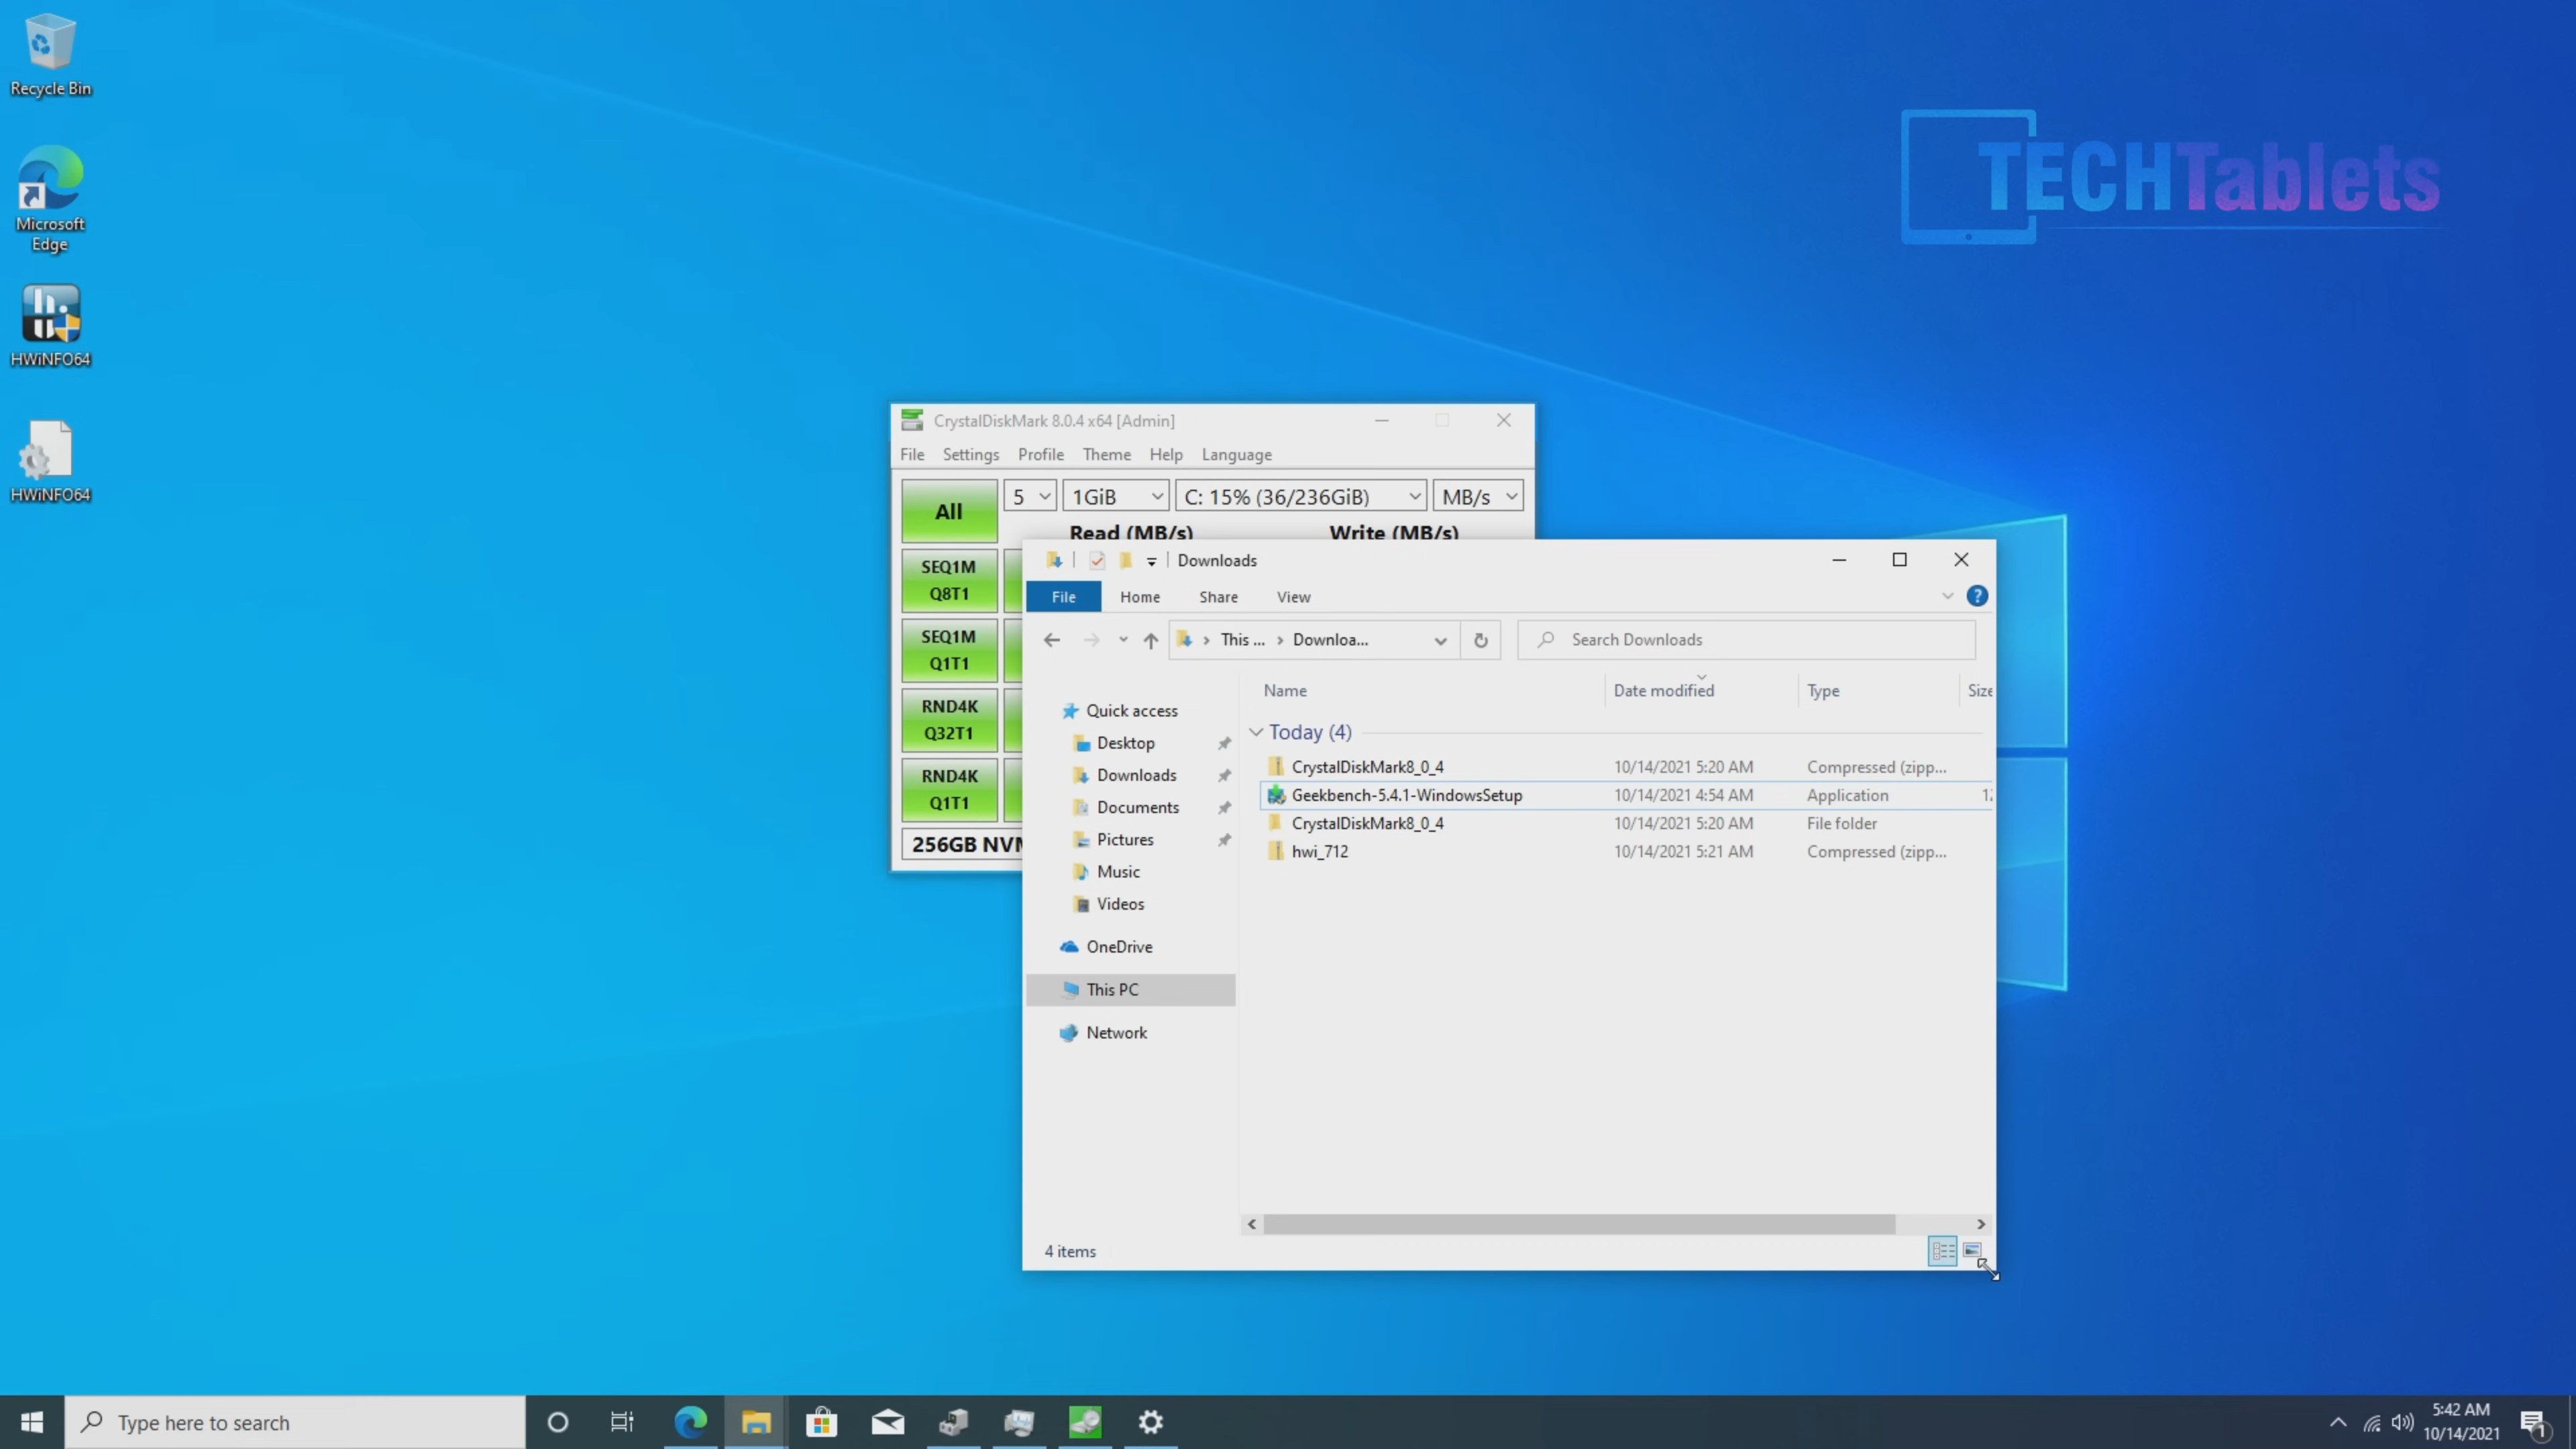 Recycle Bin
Microsoft
Edge
HWiNFO64
HWiNFO64
TECHTablets
CrystalDiskMark 8.0.4 x64 [Admin]
File Settings Profile Theme Help Language
All 5 1GiB C: 15% (36/236GiB) MB/s
Read (MB/s) Write (MB/s)
SEQ1M
Q8T1
SEQ1M
Q1T1
RND4K
Q32T1
RND4K
Q1T1
256GB
Downloads
File Home Share View
This ... Downloa... Search Downloads
Quick access
Desktop
Downloads
Documents
Pictures
Music
Videos
OneDrive
This PC
Network
Name Date modified Type Size
Today (4)
CrystalDiskMark8_0_4 10/14/2021 5:20 AM Compressed (zipp...
Geekbench-5.4.1-WindowsSetup 10/14/2021 4:54 AM Application
CrystalDiskMark8_0_4 10/14/2021 5:20 AM File folder
hwi_712 10/14/2021 5:21 AM Compressed (zipp...
4 items
Type here to search
5:42 AM
10/14/2021
1